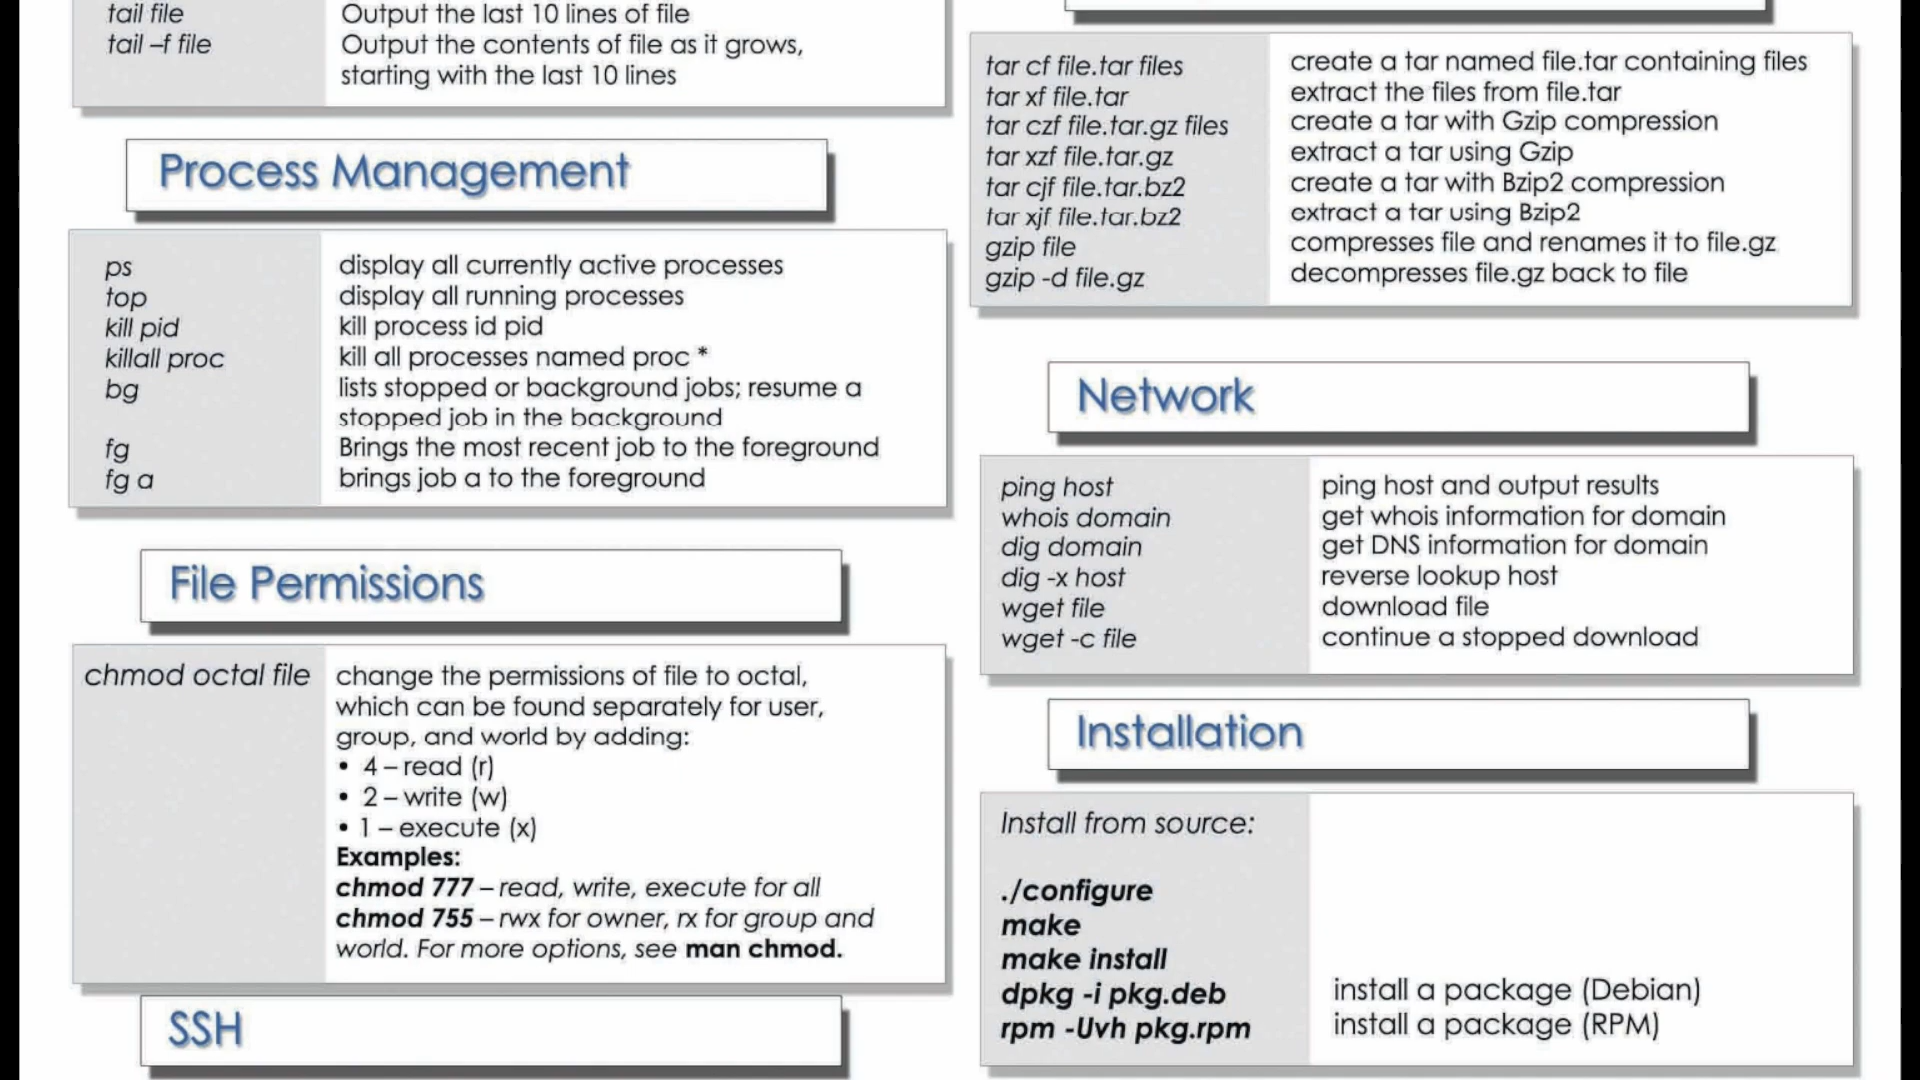 tail file Output the last 10 lines of file
tail –f file Output the contents of file as it grows,
starting with the last 10 lines
Process Management
ps display all currently active processes
top display all running processes
kill pid kill process id pid
killall proc kill all processes named proc *
bg lists stopped or background jobs; resume a
stopped job in the background
fg Brings the most recent job to the foreground
fg a brings job a to the foreground
File Permissions
chmod octal file change the permissions of file to octal,
which can be found separately for user,
group, and world by adding:
• 4 – read (r)
• 2 – write (w)
• 1 – execute (x)
Examples:
chmod 777 – read, write, execute for all
chmod 755 – rwx for owner, rx for group and
world. For more options, see man chmod.
SSH
tar cf file.tar files create a tar named file.tar containing files
tar xf file.tar extract the files from file.tar
tar czf file.tar.gz files create a tar with Gzip compression
tar xzf file.tar.gz extract a tar using Gzip
tar cjf file.tar.bz2 create a tar with Bzip2 compression
tar xjf file.tar.bz2 extract a tar using Bzip2
gzip file compresses file and renames it to file.gz
gzip -d file.gz decompresses file.gz back to file
Network
ping host ping host and output results
whois domain get whois information for domain
dig domain get DNS information for domain
dig -x host reverse lookup host
wget file download file
wget -c file continue a stopped download
Installation
Install from source:
./configure
make
make install
dpkg -i pkg.deb install a package (Debian)
rpm -Uvh pkg.rpm install a package (RPM)